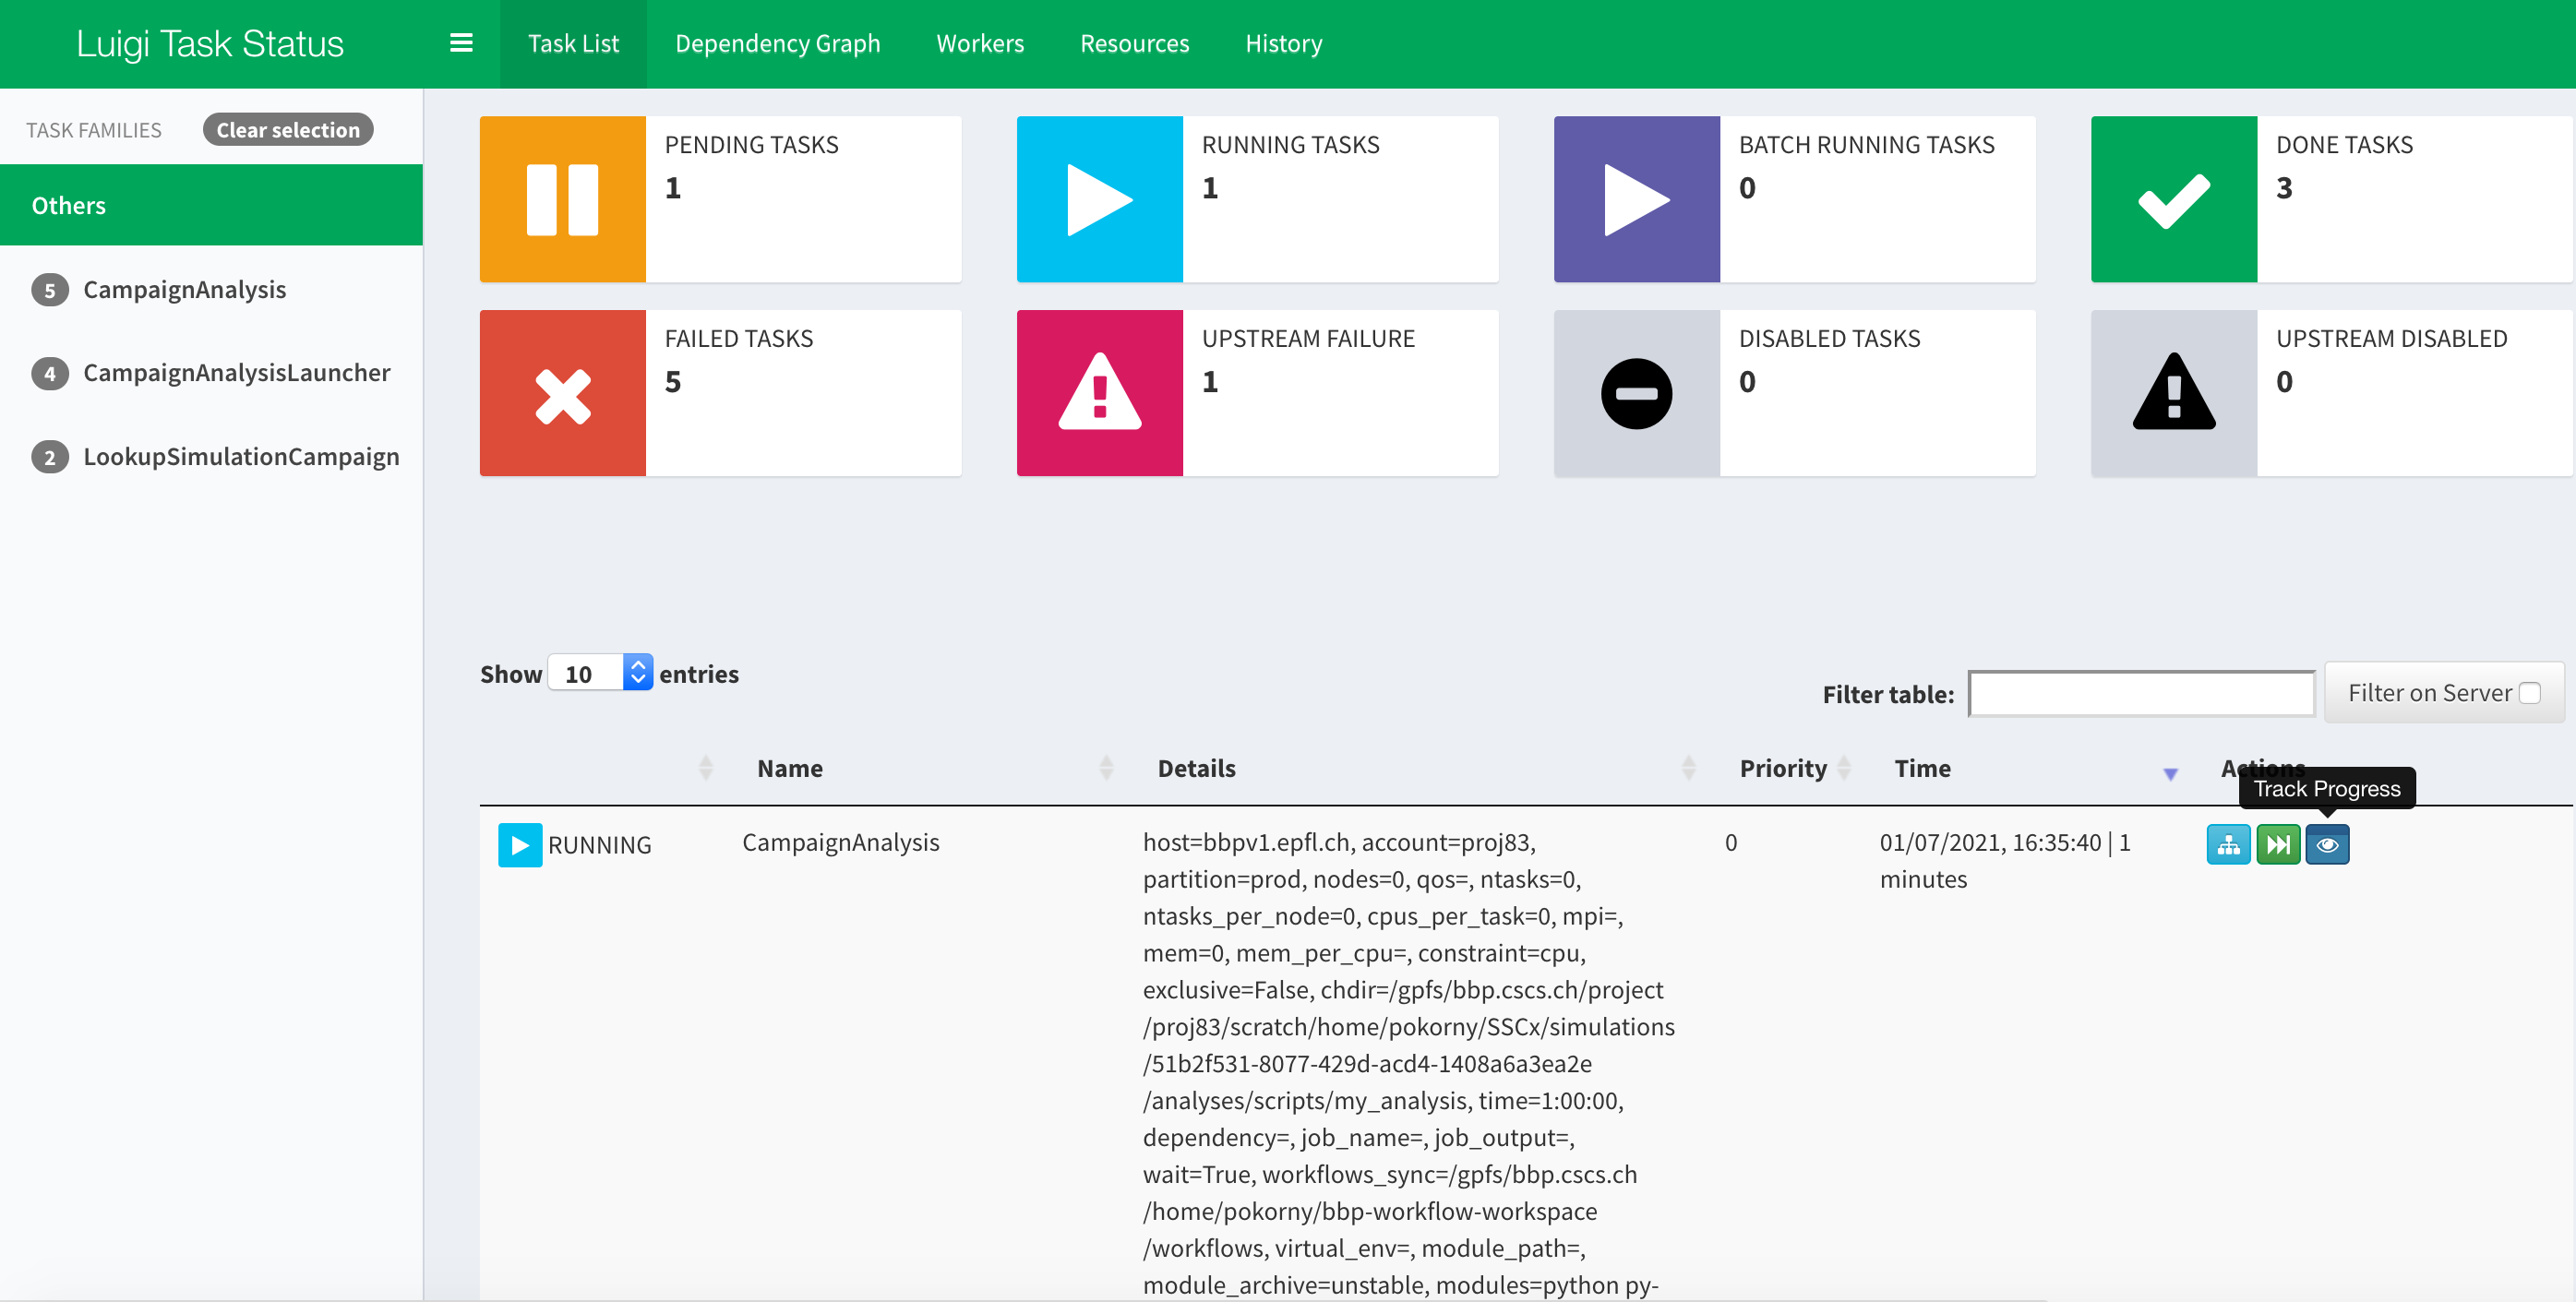 Luigi Task Status
Task List
Dependency Graph
Workers
Resources
History
TASK FAMILIES
Clear selection
Others
5 CampaignAnalysis
4 CampaignAnalysisLauncher
2 LookupSimulationCampaign
PENDING TASKS
1
RUNNING TASKS
1
BATCH RUNNING TASKS
0
DONE TASKS
3
FAILED TASKS
5
UPSTREAM FAILURE
1
DISABLED TASKS
0
UPSTREAM DISABLED
0
Show 10 entries
Filter table:
Filter on Server
Name
Details
Priority
Time
Actions
Track Progress
RUNNING
CampaignAnalysis
host=bbpv1.epfl.ch, account=proj83,
partition=prod, nodes=0, qos=, ntasks=0,
ntasks_per_node=0, cpus_per_task=0, mpi=,
mem=0, mem_per_cpu=, constraint=cpu,
exclusive=False, chdir=/gpfs/bbp.cscs.ch/project
/proj83/scratch/home/pokorny/SSCx/simulations
/51b2f531-8077-429d-acd4-1408a6a3ea2e
/analyses/scripts/my_analysis, time=1:00:00,
dependency=, job_name=, job_output=,
wait=True, workflows_sync=/gpfs/bbp.cscs.ch
/home/pokorny/bbp-workflow-workspace
/workflows, virtual_env=, module_path=,
module_archive=unstable, modules=python py-
0
01/07/2021, 16:35:40 | 1
minutes